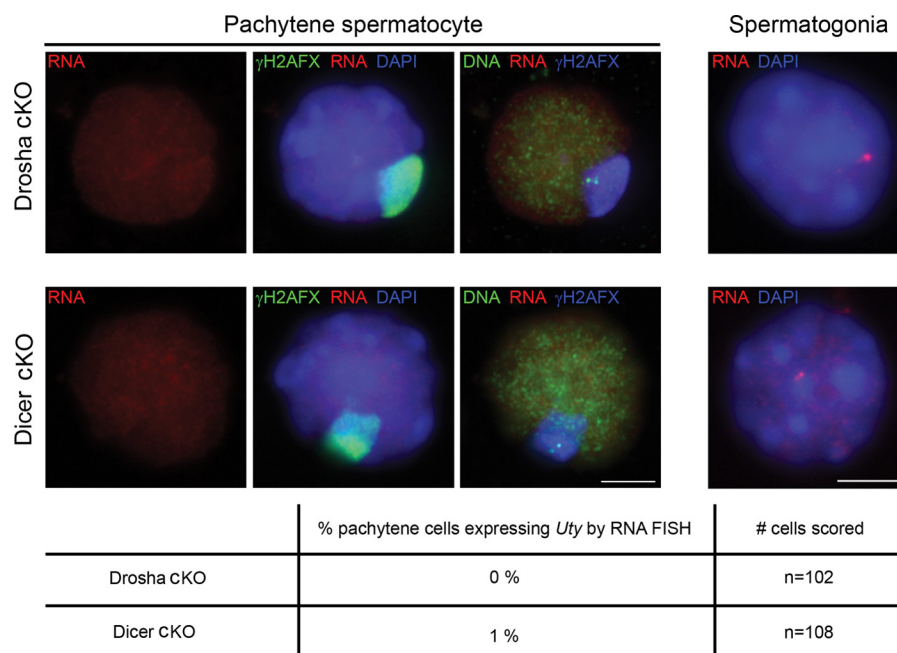 Pachytene spermatocyte
Spermatogonia
Drosha cKO
RNA
γH2AFX RNA DAPI
DNA RNA γH2AFX
RNA DAPI
Dicer cKO
RNA
γH2AFX RNA DAPI
DNA RNA γH2AFX
RNA DAPI
% pachytene cells expressing Uty by RNA FISH
# cells scored
Drosha cKO
0 %
n=102
Dicer cKO
1 %
n=108